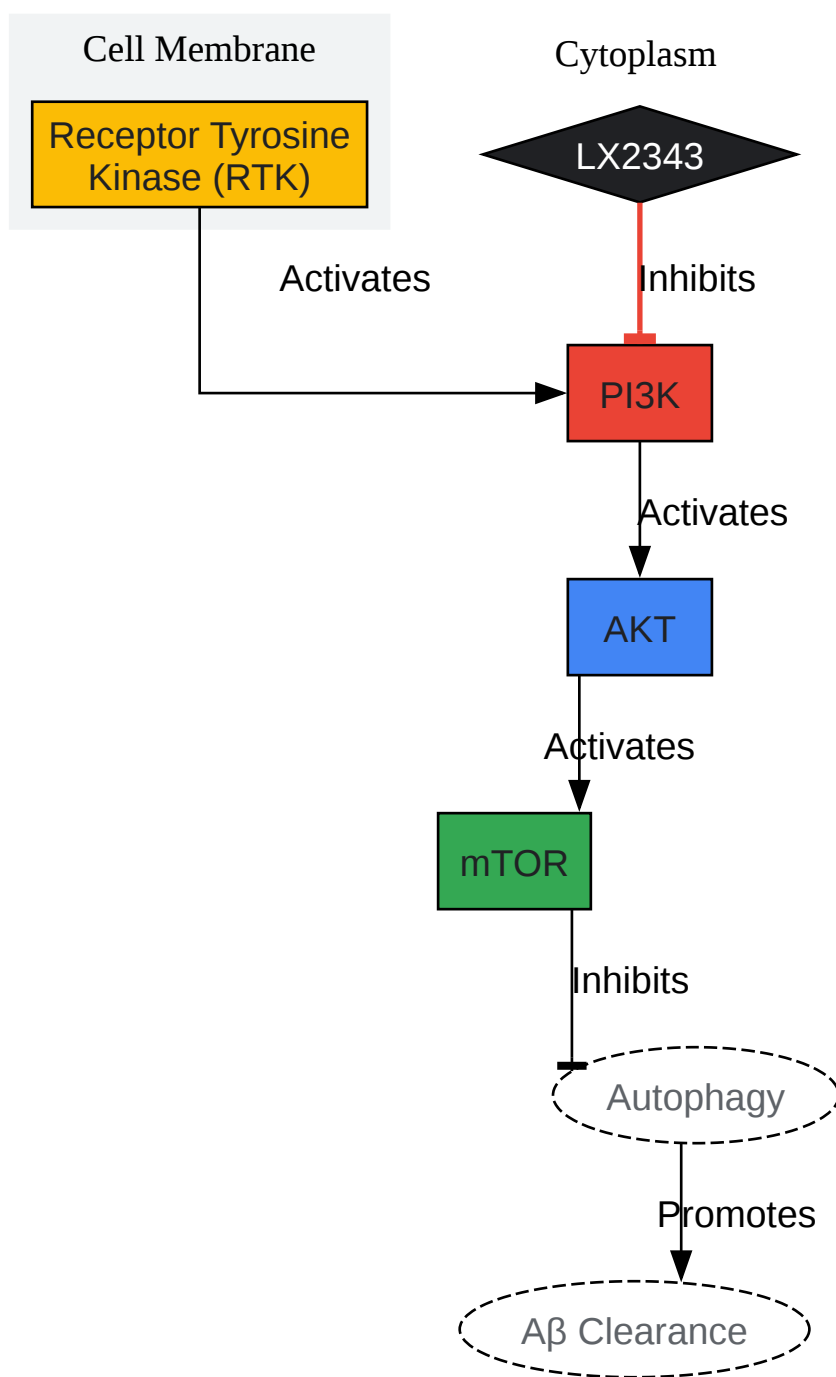 Cell Membrane
Cytoplasm
Receptor Tyrosine
Kinase (RTK)
LX2343
Activates
Inhibits
PI3K
Activates
AKT
Activates
mTOR
Inhibits
Autophagy
Promotes
Aβ Clearance